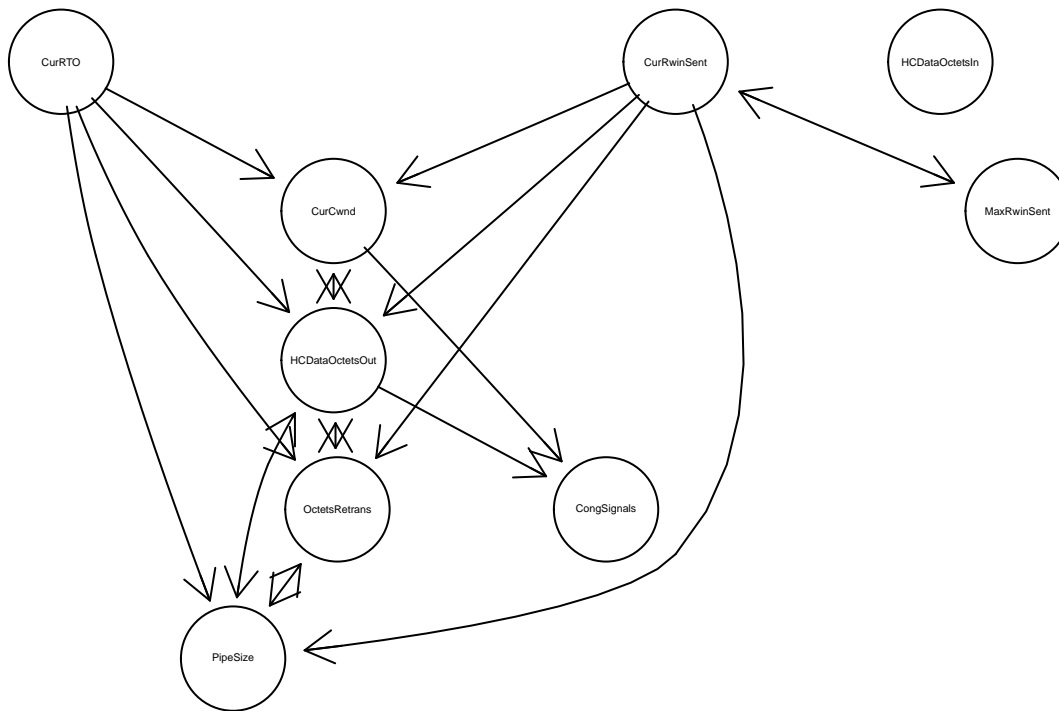 CurRTO
CurRwinSent
HCDataOctetsIn
CurCwnd
MaxRwinSent
HCDataOctetsOut
OctetsRetrans
CongSignals
PipeSize